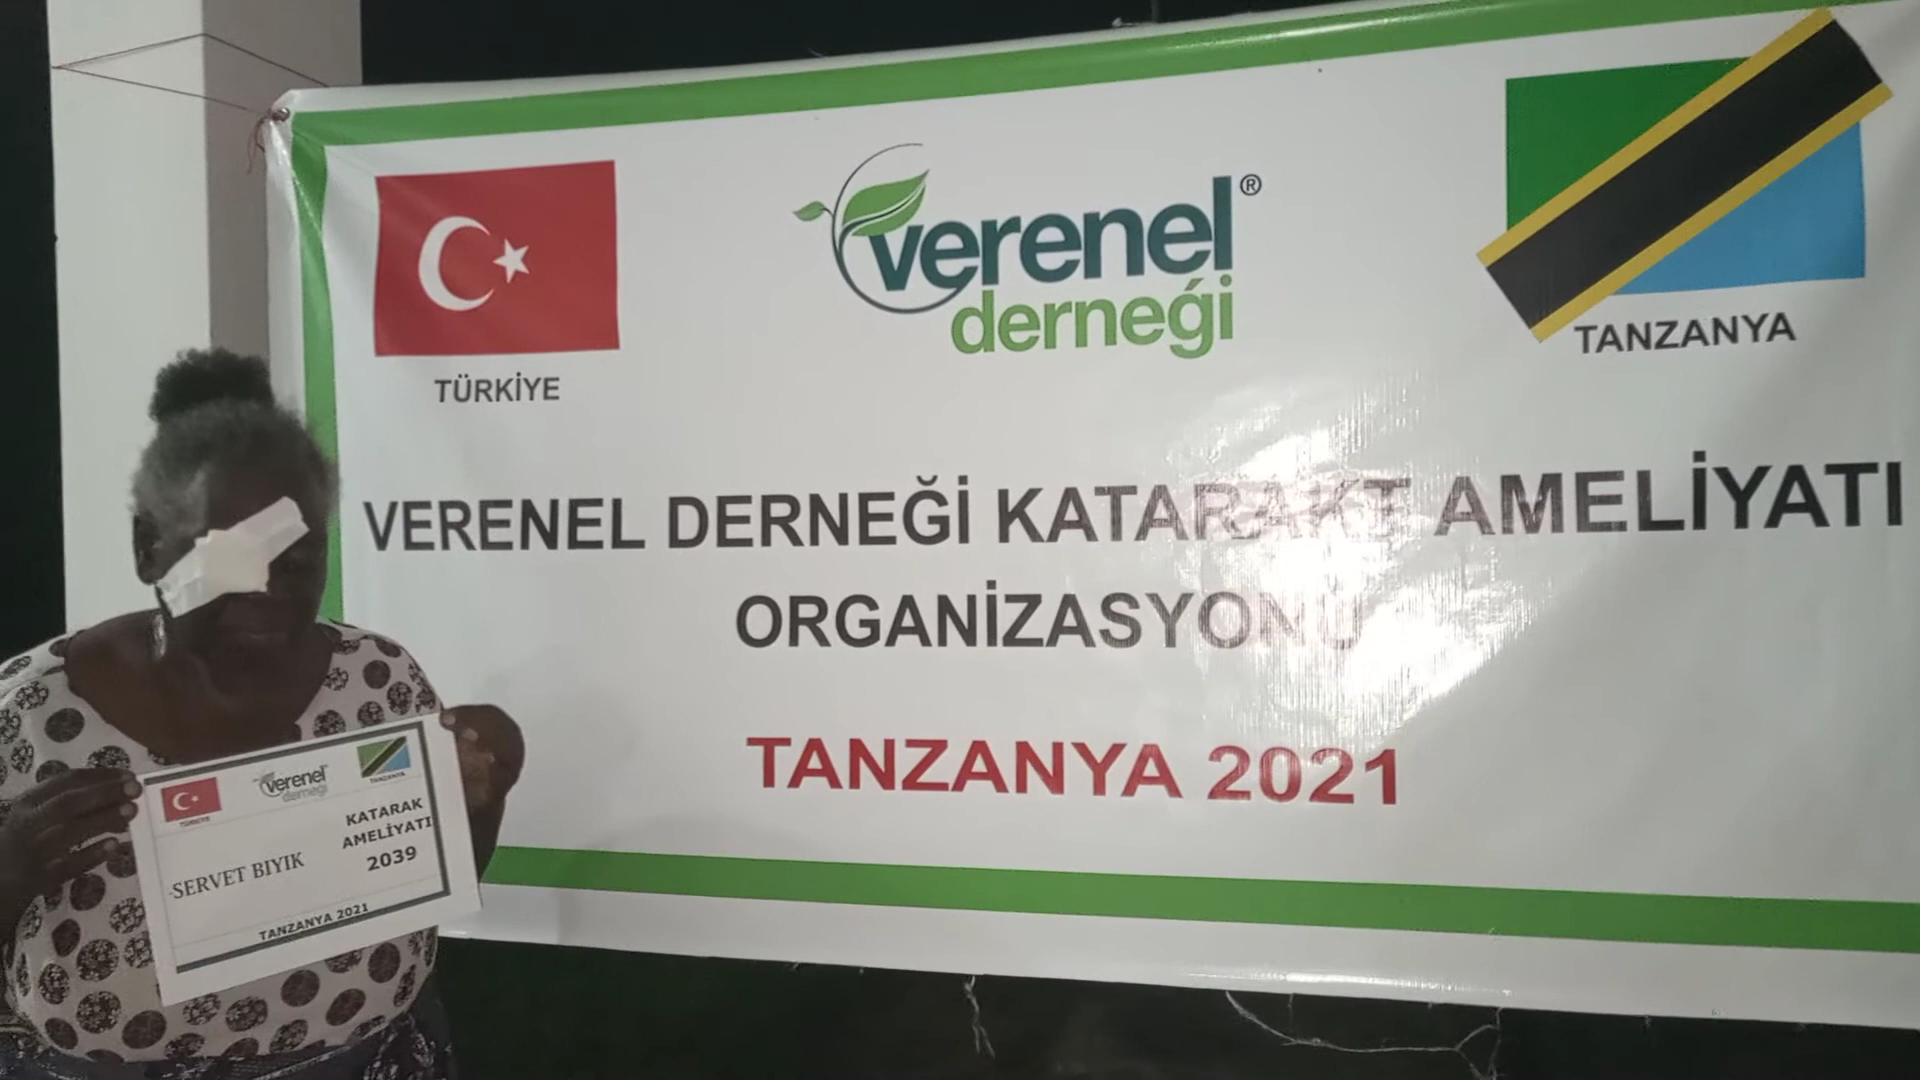 verenel®
derneği
TÜRKİYE
TANZANYA
VERENEL DERNEĞİ KATARAKT AMELİYATI
ORGANİZASYONU
TANZANYA 2021
verenel
derneği
TÜRKİYE
TANZANYA
KATARAK
AMELİYATI
2039
-SERVET BIYIK
TANZANYA 2021